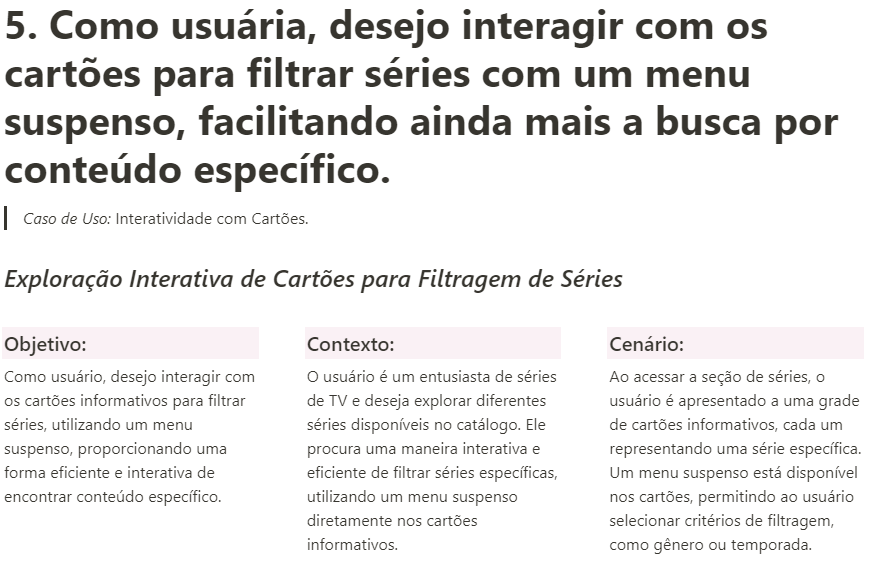 5. Como usuária, desejo interagir com os
cartões para filtrar séries com um menu
suspenso, facilitando ainda mais a busca por
conteúdo específico.
Caso de Uso: Interatividade com Cartões.
Exploração Interativa de Cartões para Filtragem de Séries
Objetivo:
Como usuário, desejo interagir com
os cartões informativos para filtrar
séries, utilizando um menu
suspenso, proporcionando uma
forma eficiente e interativa de
encontrar conteúdo específico.
Contexto:
O usuário é um entusiasta de séries
de TV e deseja explorar diferentes
séries disponíveis no catálogo. Ele
procura uma maneira interativa e
eficiente de filtrar séries específicas,
utilizando um menu suspenso
diretamente nos cartões
informativos.
Cenário:
Ao acessar a seção de séries, o
usuário é apresentado a uma grade
de cartões informativos, cada um
representando uma série específica.
Um menu suspenso está disponível
nos cartões, permitindo ao usuário
selecionar critérios de filtragem,
como gênero ou temporada.